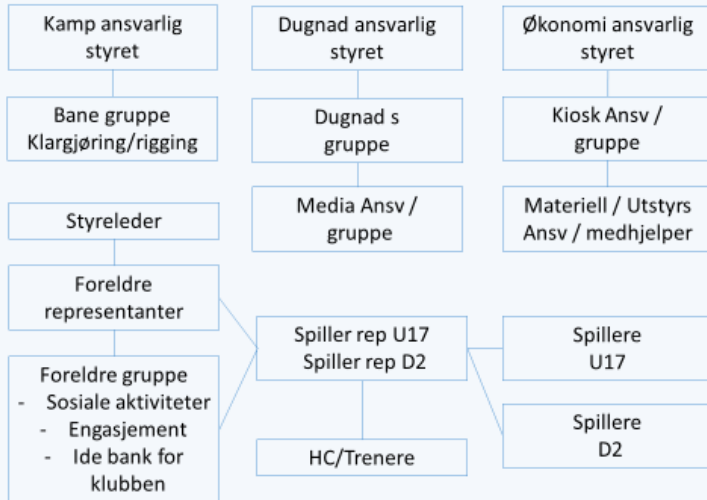 Kamp ansvarlig
styret
Dugnad ansvarlig
styret
Økonomi ansvarlig
styret
Bane gruppe
Klargjøring/rigging
Dugnad s
gruppe
Kiosk Ansv /
gruppe
Media Ansv /
gruppe
Materiell / Utstyrs
Ansv / medhjelper
Styreleder
Foreldre
representanter
Foreldre gruppe
- Sosiale aktiviteter
- Engasjement
- Ide bank for
klubben
Spiller rep U17
Spiller rep D2
HC/Trenere
Spillere
U17
Spillere
D2